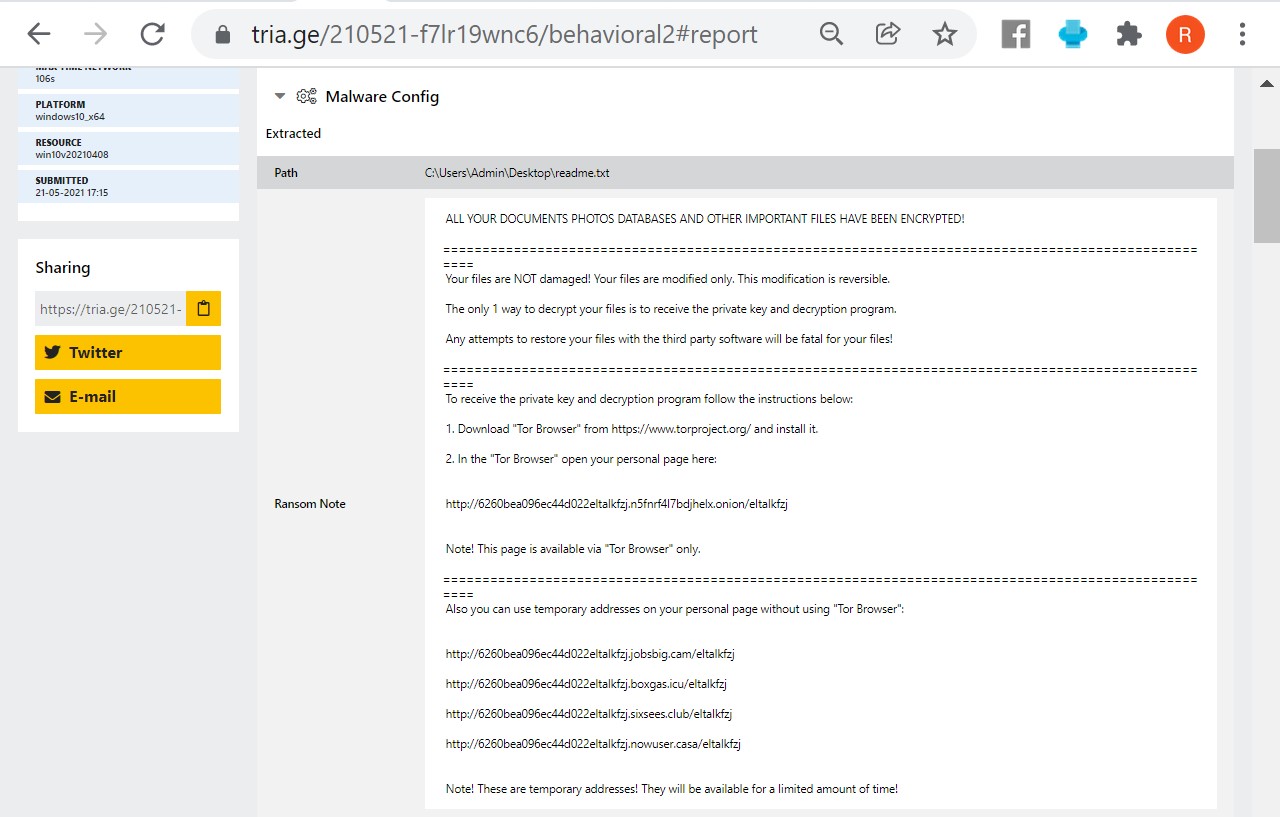 tria.ge/210521-f7lr19wnc6/behavioral2#report
R
MAX TIME NETWORK
106s
PLATFORM
windows10_x64
RESOURCE
win10v20210408
SUBMITTED
21-05-2021 17:15
Sharing
https://tria.ge/210521-
Twitter
E-mail
Malware Config
Extracted
Path C:\Users\Admin\Desktop\readme.txt
Ransom Note
ALL YOUR DOCUMENTS PHOTOS DATABASES AND OTHER IMPORTANT FILES HAVE BEEN ENCRYPTED!
====================================================================================================
====
Your files are NOT damaged! Your files are modified only. This modification is reversible.
The only 1 way to decrypt your files is to receive the private key and decryption program.
Any attempts to restore your files with the third party software will be fatal for your files!
====================================================================================================
====
To receive the private key and decryption program follow the instructions below:
1. Download "Tor Browser" from https://www.torproject.org/ and install it.
2. In the "Tor Browser" open your personal page here:
http://6260bea096ec44d022eltalkfzj.n5fnrf4l7bdjhelx.onion/eltalkfzj
Note! This page is available via "Tor Browser" only.
====================================================================================================
====
Also you can use temporary addresses on your personal page without using "Tor Browser":
http://6260bea096ec44d022eltalkfzj.jobsbig.cam/eltalkfzj
http://6260bea096ec44d022eltalkfzj.boxgas.icu/eltalkfzj
http://6260bea096ec44d022eltalkfzj.sixsees.club/eltalkfzj
http://6260bea096ec44d022eltalkfzj.nowuser.casa/eltalkfzj
Note! These are temporary addresses! They will be available for a limited amount of time!